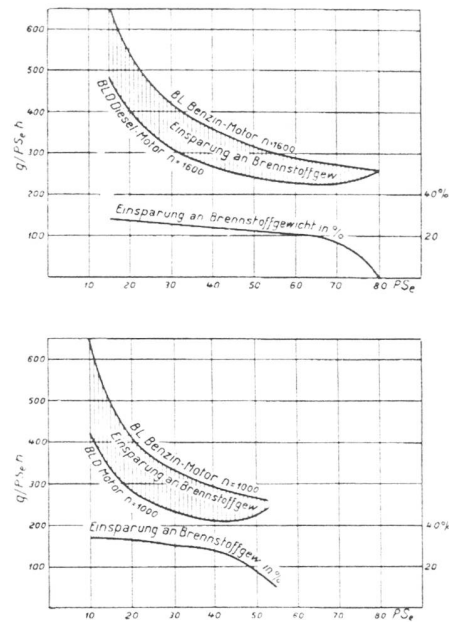 g/PSₑ h
600
500
400
300
200
100
BL Benzin-Motor n=1600
BLD Diesel-Motor n=1600
Einsparung an Brennstoffgew
Einsparung an Brennstoffgewicht in %
40%
20
10 20 30 40 50 60 70 80 PSₑ
g/PSₑ h
600
500
400
300
200
100
BL Benzin-Motor n=1000
BLD Motor n=1000
Einsparung an Brennstoffgew
Einsparung an Brennstoffgew in %
40%
20
10 20 30 40 50 60 70 80 PSₑ